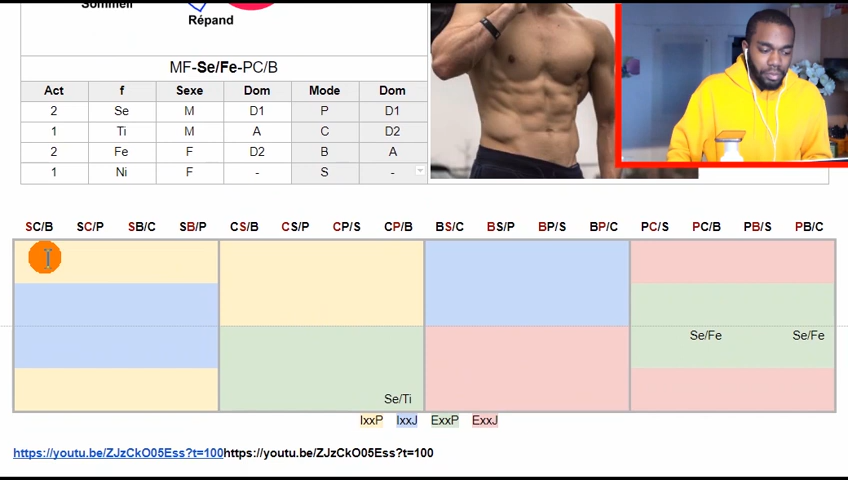 Sommeil
Répand
MF-Se/Fe-PC/B
Act f Sexe Dom Mode Dom
2 Se M D1 P D1
1 Ti M A C D2
2 Fe F D2 B A
1 Ni F - S -
SC/B SC/P SB/C SB/P CS/B CS/P CP/S CP/B BS/C BS/P BP/S BP/C PC/S PC/B PB/S PB/C
Se/Fe Se/Fe
Se/Ti
IxxP IxxJ ExxP ExxJ
https://youtu.be/ZJzCkO05Ess?t=100https://youtu.be/ZJzCkO05Ess?t=100